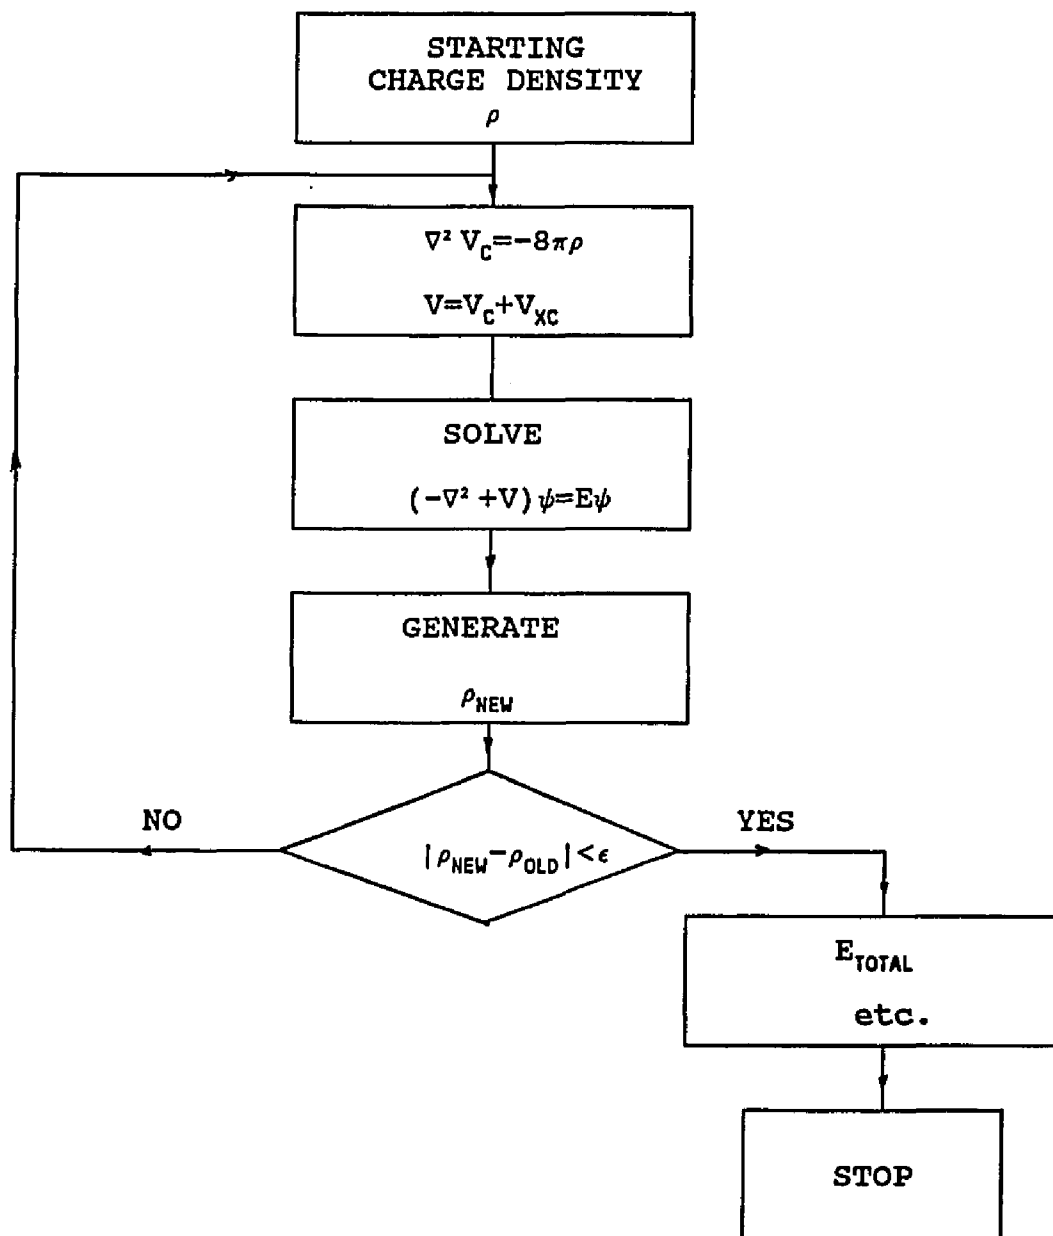 STARTING
CHARGE DENSITY
ρ
∇² V_C=-8πρ
V=V_C+V_XC
SOLVE
(-∇² +V)ψ=Eψ
GENERATE
ρ_NEW
NO
|ρ_NEW-ρ_OLD|<ϵ
YES
E_TOTAL
etc.
STOP